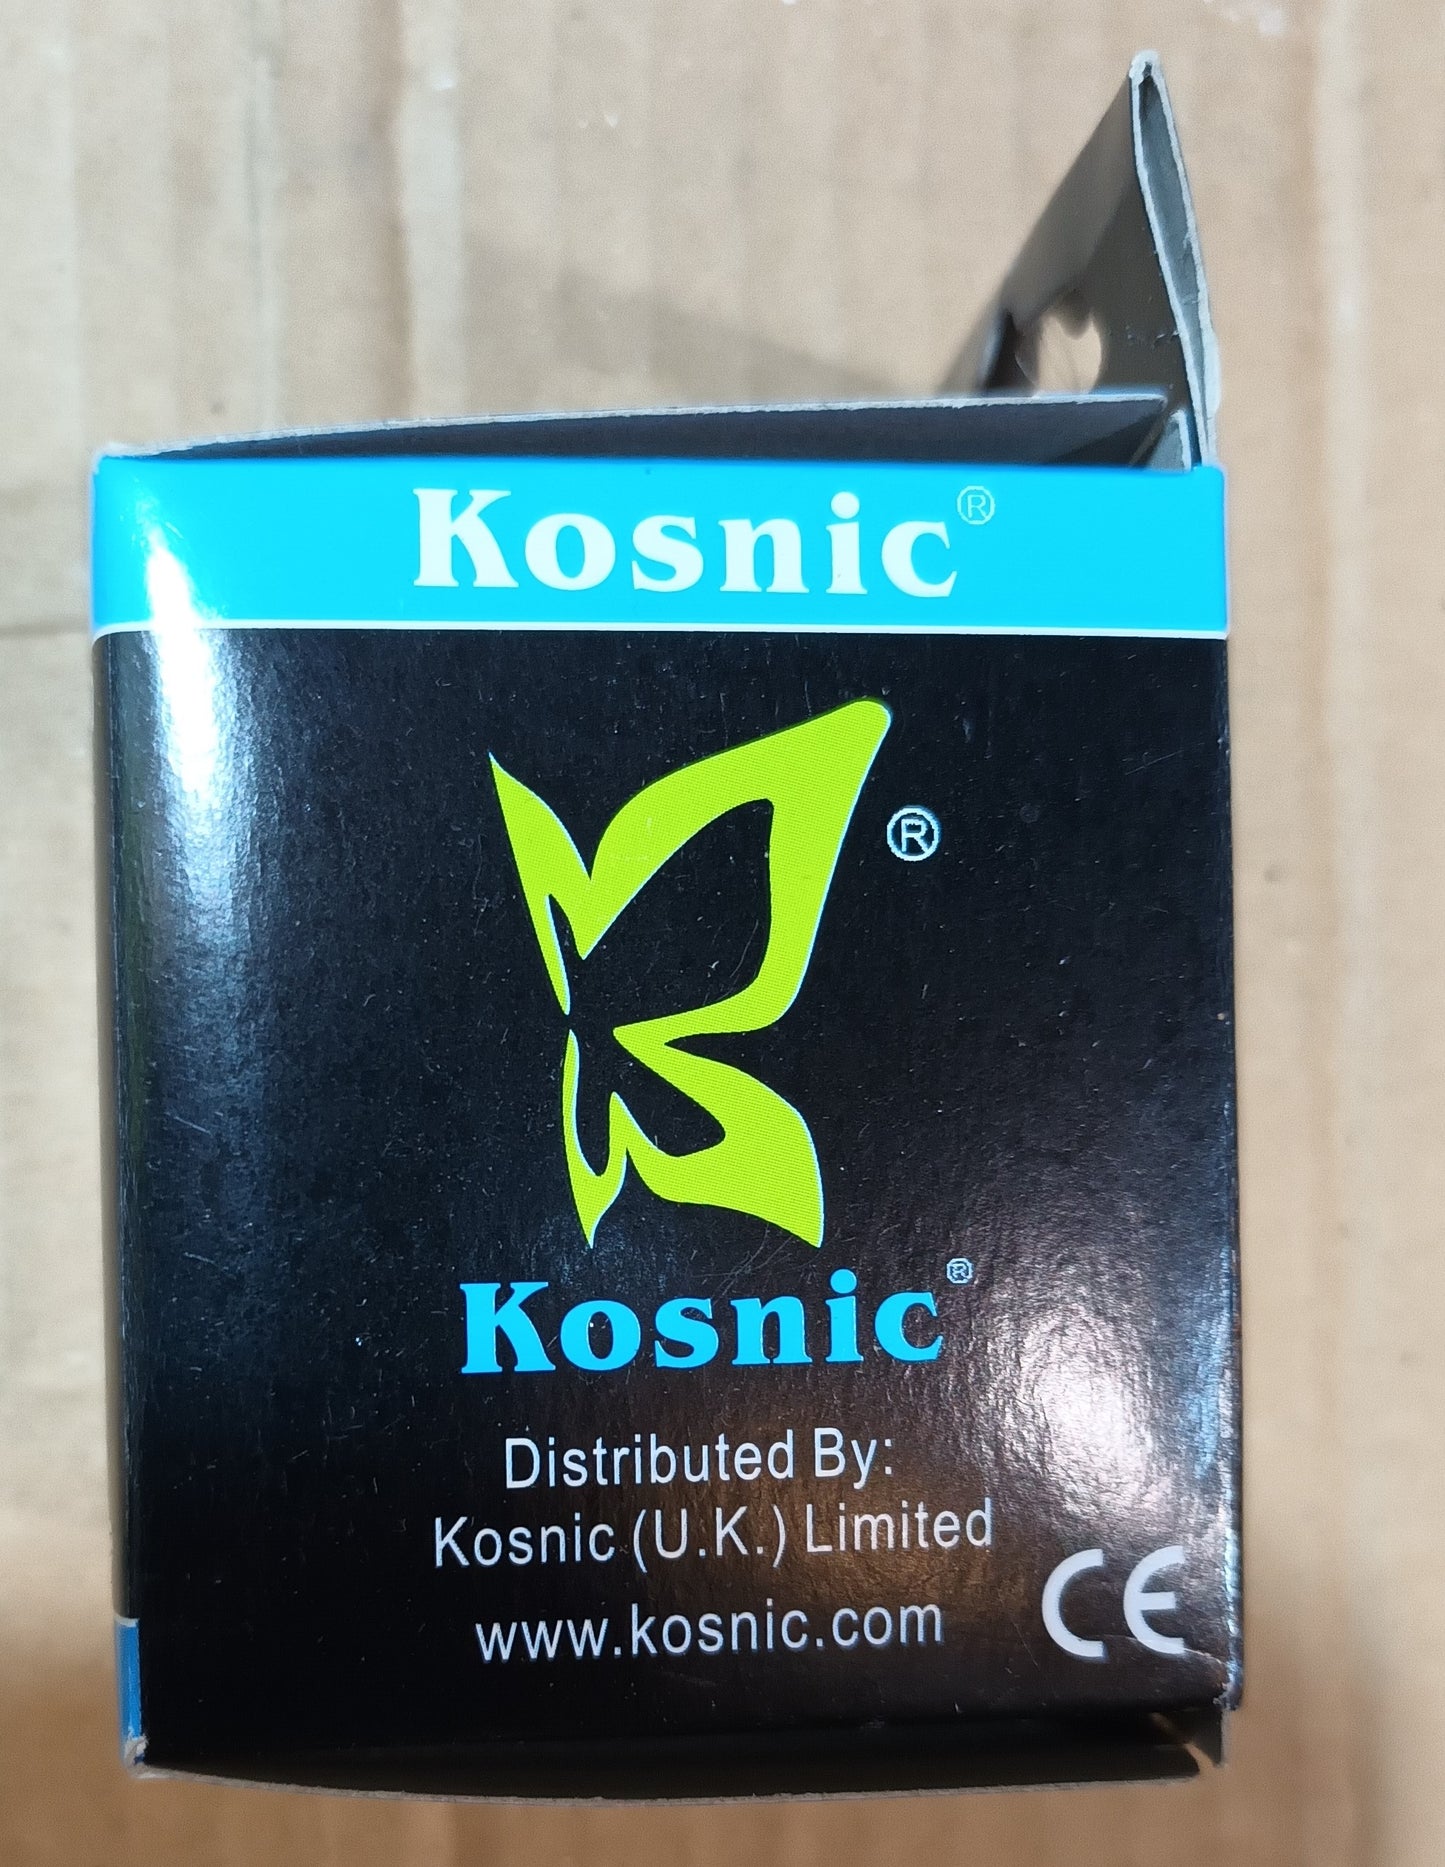 Kosnic®
®
Kosnic®
Distributed By:
Kosnic (U.K.) Limited
www.kosnic.com
CE